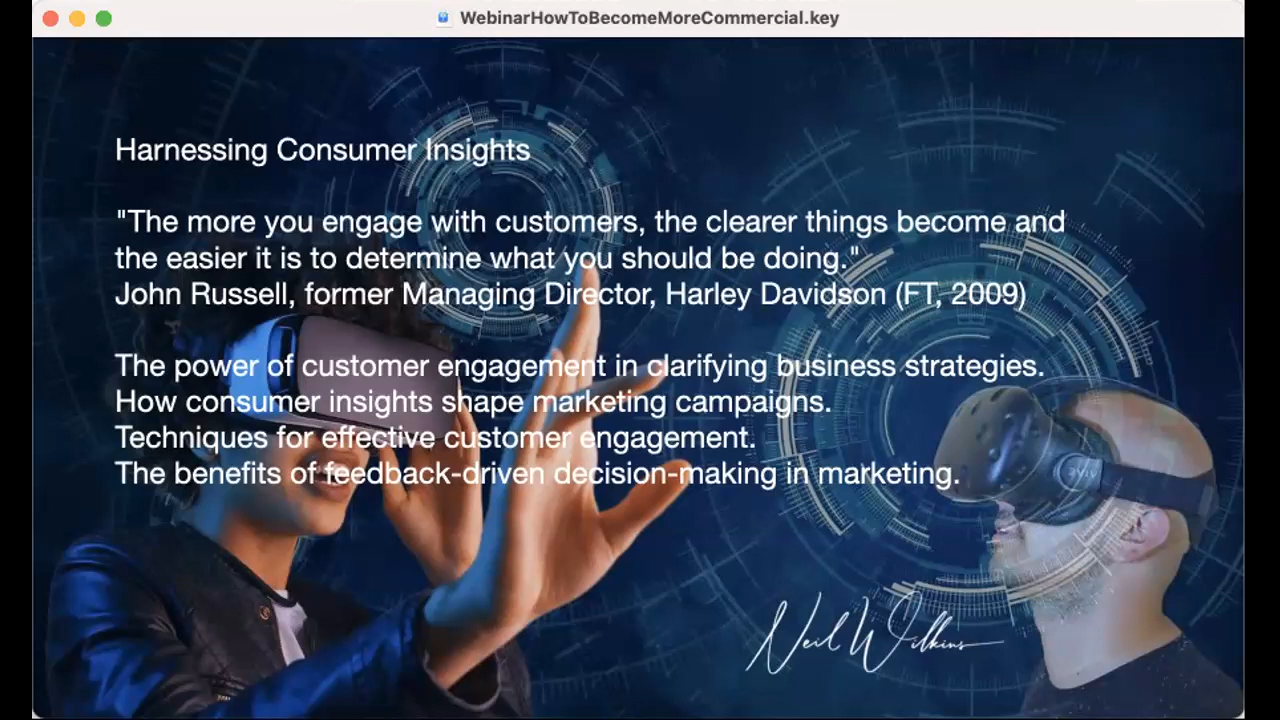 WebinarHowToBecomeMoreCommercial.key
Harnessing Consumer Insights
"The more you engage with customers, the clearer things become and
the easier it is to determine what you should be doing."
John Russell, former Managing Director, Harley Davidson (FT, 2009)
The power of customer engagement in clarifying business strategies.
How consumer insights shape marketing campaigns.
Techniques for effective customer engagement.
The benefits of feedback-driven decision-making in marketing.
VIVE
Neil Wilkins